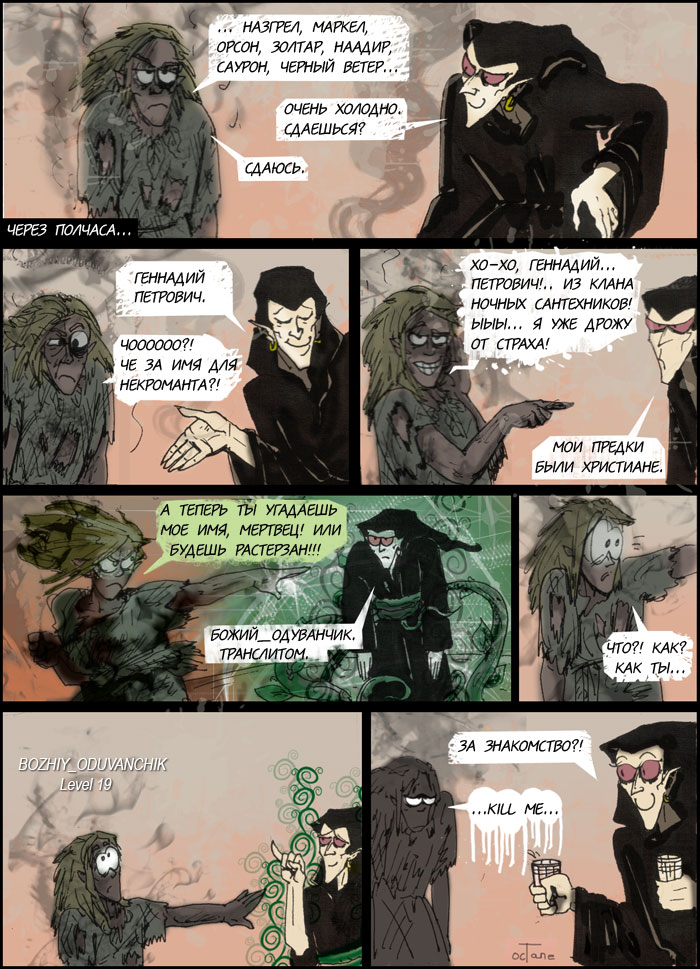 ... НАЗГРЕЛ, МАРКЕЛ,
ОРСОН, ЗОЛТАР, НААДИР,
САУРОН, ЧЕРНЫЙ ВЕТЕР...
ОЧЕНЬ ХОЛОДНО.
СДАЕШЬСЯ?
СДАЮСЬ.
ЧЕРЕЗ ПОЛЧАСА...
ГЕННАДИЙ
ПЕТРОВИЧ.
ЧОООООО?!
ЧЕ ЗА ИМЯ ДЛЯ
НЕКРОМАНТА?!
ХО-ХО, ГЕННАДИЙ...
ПЕТРОВИЧ!.. ИЗ КЛАНА
НОЧНЫХ САНТЕХНИКОВ!
ЫЫЫ... Я УЖЕ ДРОЖУ
ОТ СТРАХА!
МОИ ПРЕДКИ
БЫЛИ ХРИСТИАНЕ.
А ТЕПЕРЬ ТЫ УГАДАЕШЬ
МОЕ ИМЯ, МЕРТВЕЦ! ИЛИ
БУДЕШЬ РАСТЕРЗАН!!!
БОЖИЙ_ОДУВАНЧИК.
ТРАНСЛИТОМ.
ЧТО?! КАК?
КАК ТЫ...
BOZHIY_ODUVANCHIK
Level 19
ЗА ЗНАКОМСТВО?!
...KILL ME...
ocTane